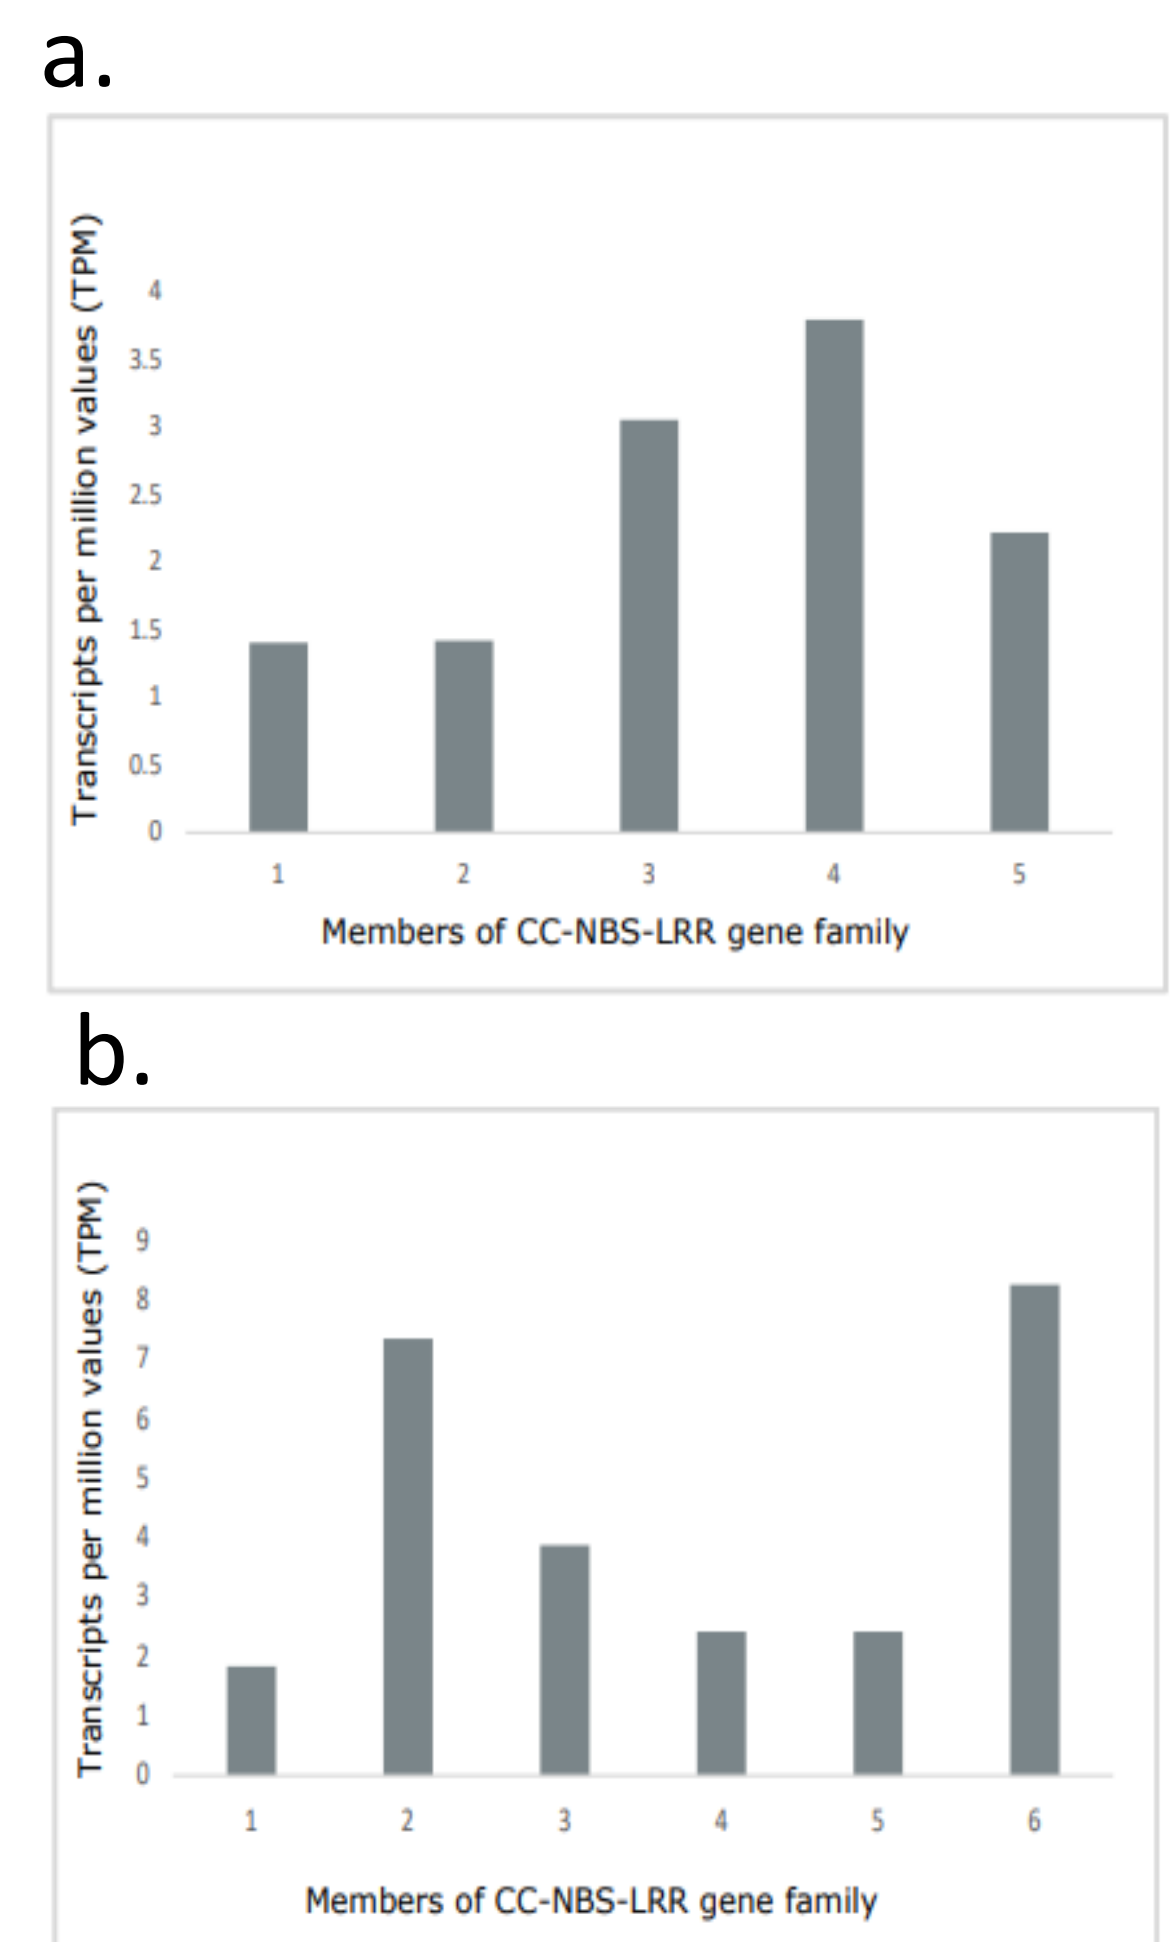 a.
Transcripts per million values (TPM)
4
3.5
3
2.5
2
1.5
1
0.5
0
1 2 3 4 5
Members of CC-NBS-LRR gene family
b.
Transcripts per million values (TPM)
9
8
7
6
5
4
3
2
1
0
1 2 3 4 5 6
Members of CC-NBS-LRR gene family